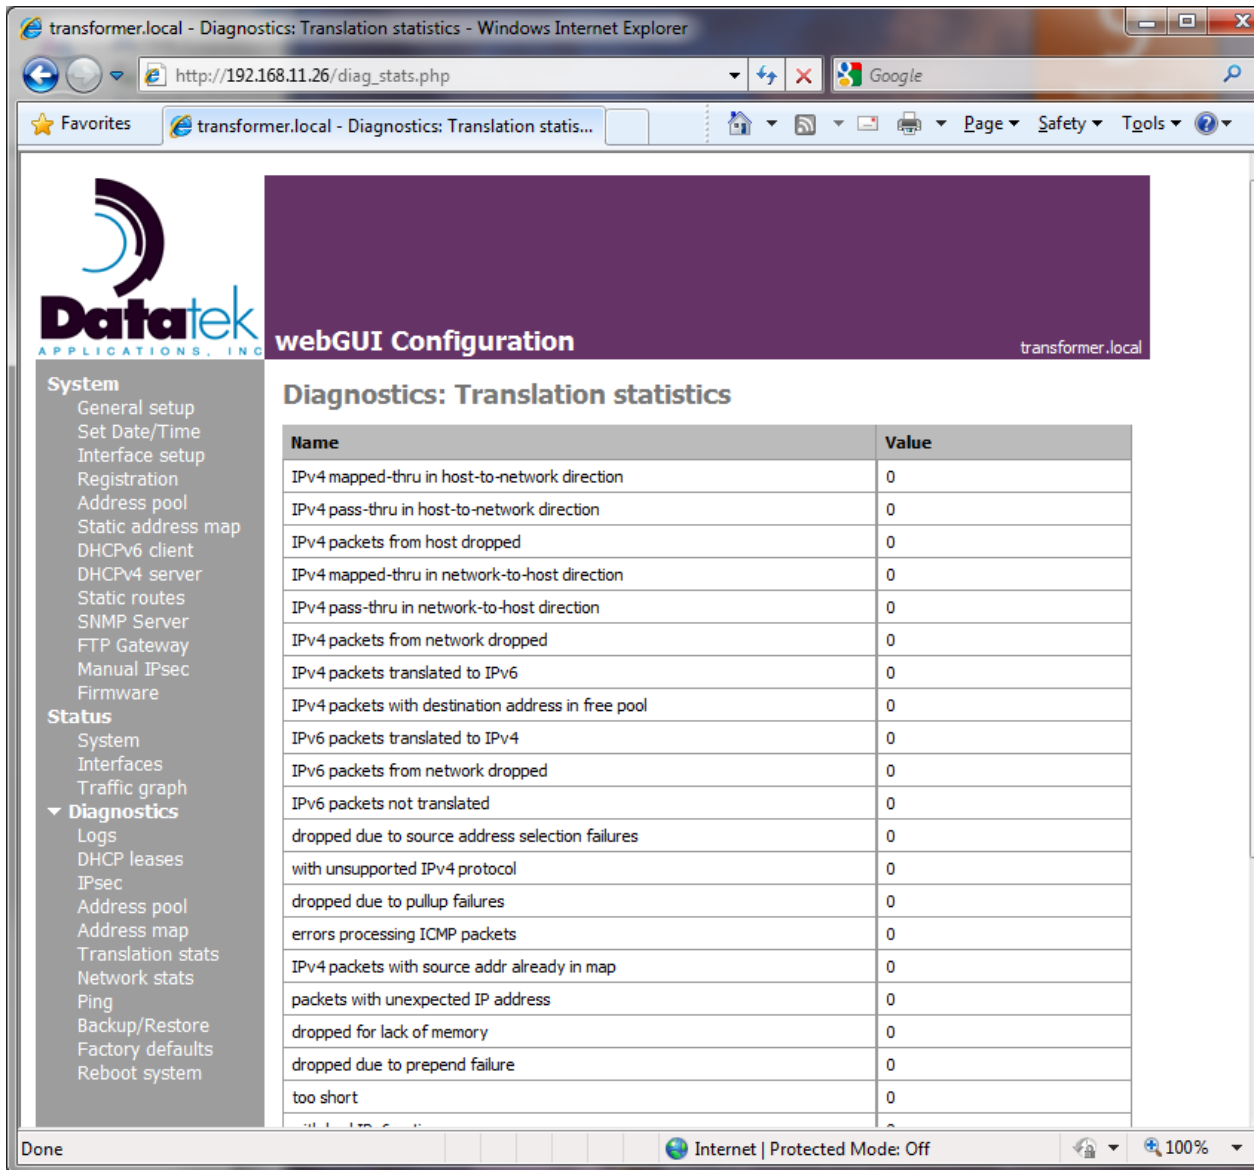 transformer.local - Diagnostics: Translation statistics - Windows Internet Explorer
http://192.168.11.26/diag_stats.php
Google
Favorites
transformer.local - Diagnostics: Translation statis...
Page
Safety
Tools
Datatek
APPLICATIONS, INC
webGUI Configuration
transformer.local
System
General setup
Set Date/Time
Interface setup
Registration
Address pool
Static address map
DHCPv6 client
DHCPv4 server
Static routes
SNMP Server
FTP Gateway
Manual IPsec
Firmware
Status
System
Interfaces
Traffic graph
Diagnostics
Logs
DHCP leases
IPsec
Address pool
Address map
Translation stats
Network stats
Ping
Backup/Restore
Factory defaults
Reboot system
Diagnostics: Translation statistics
Name Value
IPv4 mapped-thru in host-to-network direction 0
IPv4 pass-thru in host-to-network direction 0
IPv4 packets from host dropped 0
IPv4 mapped-thru in network-to-host direction 0
IPv4 pass-thru in network-to-host direction 0
IPv4 packets from network dropped 0
IPv4 packets translated to IPv6 0
IPv4 packets with destination address in free pool 0
IPv6 packets translated to IPv4 0
IPv6 packets from network dropped 0
IPv6 packets not translated 0
dropped due to source address selection failures 0
with unsupported IPv4 protocol 0
dropped due to pullup failures 0
errors processing ICMP packets 0
IPv4 packets with source addr already in map 0
packets with unexpected IP address 0
dropped for lack of memory 0
dropped due to prepend failure 0
too short 0
Done
Internet | Protected Mode: Off
100%